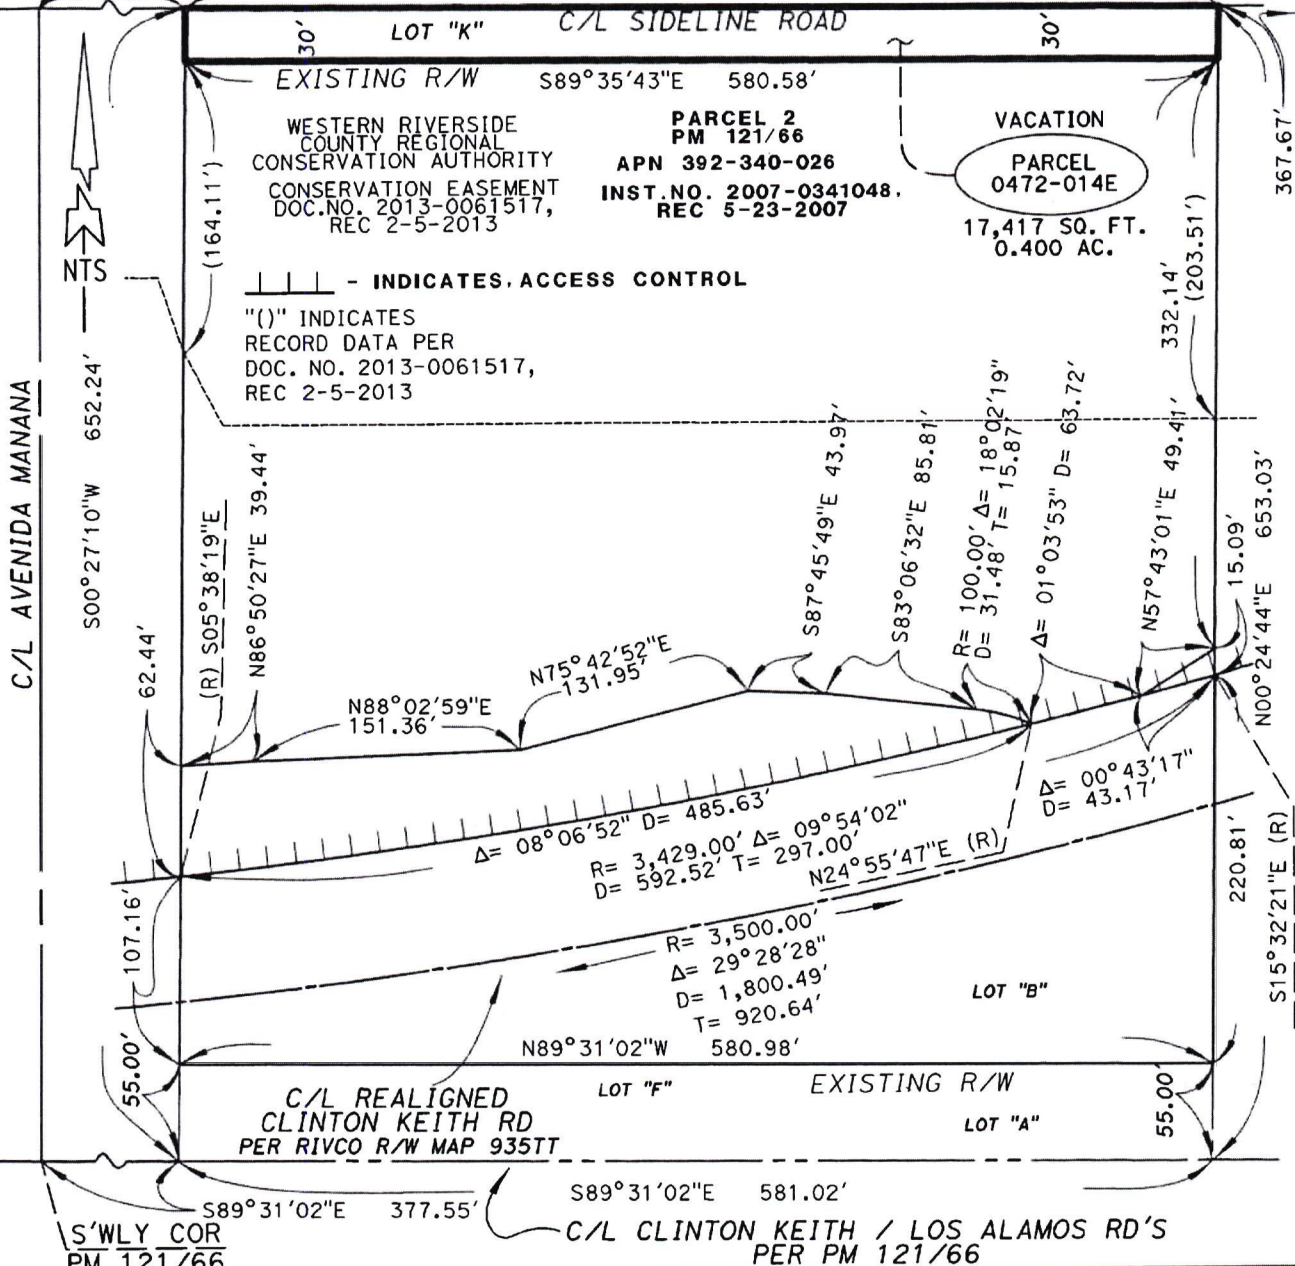 LOT "K"
C/L SIDELINE ROAD
30'
30'
EXISTING R/W
S89°35'43"E 580.58'
WESTERN RIVERSIDE
COUNTY REGIONAL
CONSERVATION AUTHORITY
CONSERVATION EASEMENT
DOC.NO. 2013-0061517,
REC 2-5-2013
PARCEL 2
PM 121/66
APN 392-340-026
INST.NO. 2007-0341048,
REC 5-23-2007
VACATION
PARCEL
0472-014E
17,417 SQ. FT.
0.400 AC.
367.67'
(164.11')
332.14'
(203.51')
NTS
- INDICATES ACCESS CONTROL
"()" INDICATES
RECORD DATA PER
DOC. NO. 2013-0061517,
REC 2-5-2013
C/L AVENIDA MANANA
S00°27'10"W 652.24'
62.44'
(R) S05°38'19"E
N86°50'27"E 39.44'
N88°02'59"E
151.36'
N75°42'52"E
131.95'
S87°45'49"E 43.97'
S83°06'32"E 85.81'
R= 100.00' Δ= 18°02'19"
D= 31.48' T= 15.87'
Δ= 01°03'53" D= 63.72'
N57°43'01"E 49.41'
15.09'
N00°24'44"E 653.03'
Δ= 00°43'17"
D= 43.17'
Δ= 08°06'52" D= 485.63'
R= 3,429.00' Δ= 09°54'02"
D= 592.52' T= 297.00'
N24°55'47"E (R)
220.81'
S15°32'21"E (R)
107.16'
R= 3,500.00'
Δ= 29°28'28"
D= 1,800.49'
T= 920.64'
LOT "B"
N89°31'02"W 580.98'
55.00'
C/L REALIGNED
CLINTON KEITH RD
PER RIVCO R/W MAP 935TT
LOT "F"
EXISTING R/W
LOT "A"
55.00'
S89°31'02"E 377.55'
S89°31'02"E 581.02'
S'WLY COR
PM 121/66
C/L CLINTON KEITH / LOS ALAMOS RD'S
PER PM 121/66